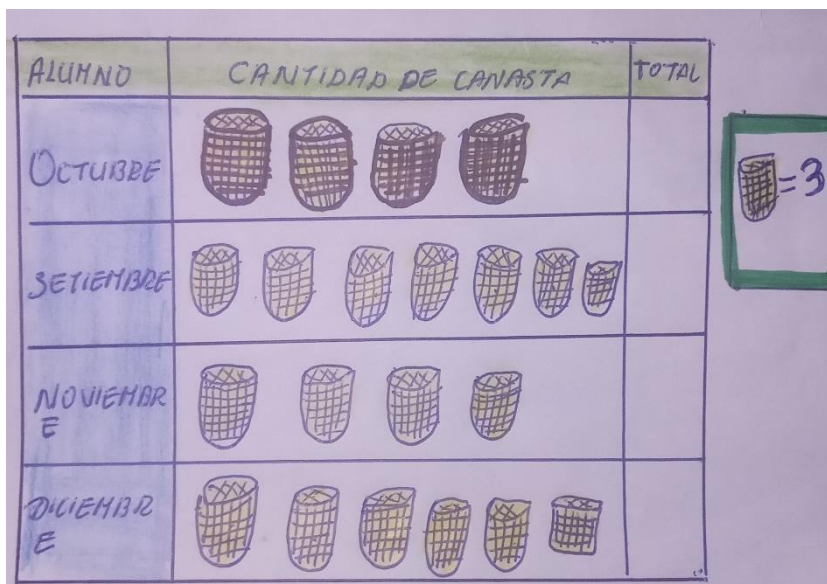 ALUMNO CANTIDAD DE CANASTA TOTAL
OCTUBRE
=3
SETIEMBRE
NOVIEMBR
E
DICIEMBR
E